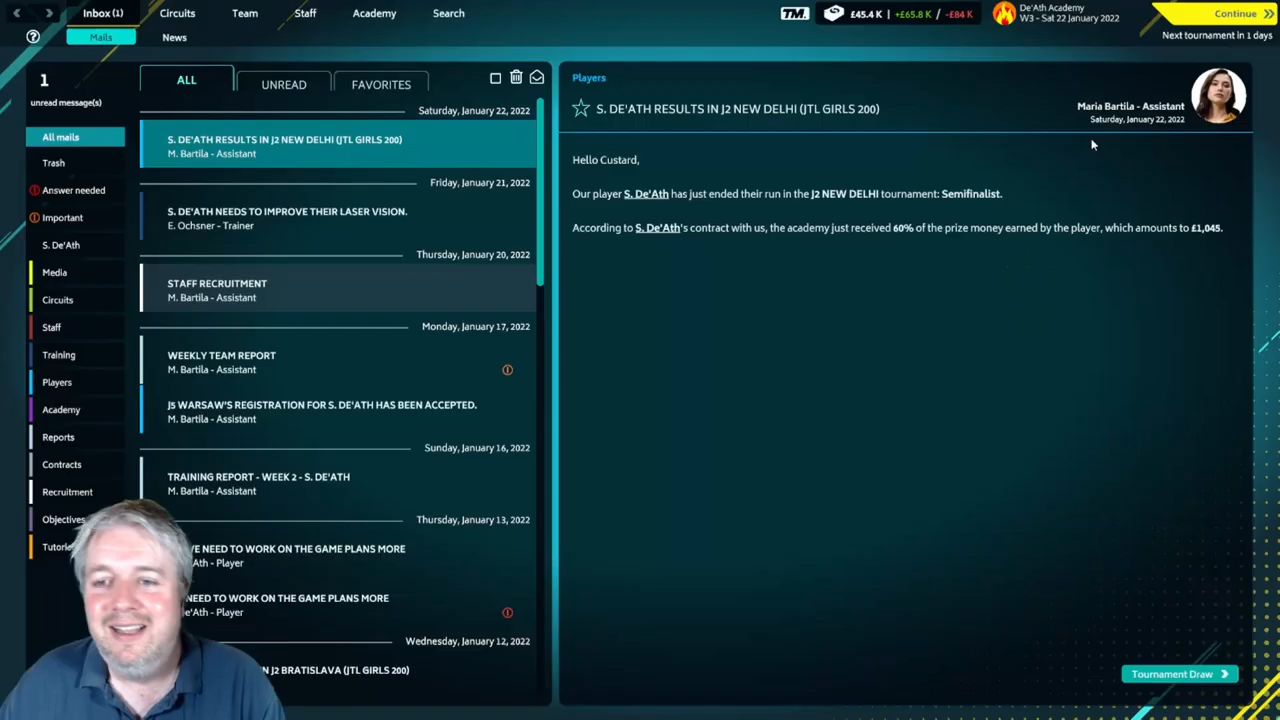 Inbox (1)
Circuits
Team
Staff
Academy
Search
TM.
£45.4 K | +£65.8 K / -£84 K
De'Ath Academy
W3 - Sat 22 January 2022
Continue
Next tournament in 1 days
Mails
News
1
unread message(s)
All mails
Trash
Answer needed
Important
S. De'Ath
Media
Circuits
Staff
Training
Players
Academy
Reports
Contracts
Recruitment
Objectives
ALL
UNREAD
FAVORITES
Saturday, January 22, 2022
S. DE'ATH RESULTS IN J2 NEW DELHI (JTL GIRLS 200)
M. Bartila - Assistant
Friday, January 21, 2022
S. DE'ATH NEEDS TO IMPROVE THEIR LASER VISION.
E. Ochsner - Trainer
Thursday, January 20, 2022
STAFF RECRUITMENT
M. Bartila - Assistant
Monday, January 17, 2022
WEEKLY TEAM REPORT
M. Bartila - Assistant
J5 WARSAW'S REGISTRATION FOR S. DE'ATH HAS BEEN ACCEPTED.
M. Bartila - Assistant
Sunday, January 16, 2022
TRAINING REPORT - WEEK 2 - S. DE'ATH
M. Bartila - Assistant
Thursday, January 13, 2022
NEED TO WORK ON THE GAME PLANS MORE
- Player
NEED TO WORK ON THE GAME PLANS MORE
- Player
Wednesday, January 12, 2022
IN J2 BRATISLAVA (JTL GIRLS 200)
Players
S. DE'ATH RESULTS IN J2 NEW DELHI (JTL GIRLS 200)
Maria Bartila - Assistant
Saturday, January 22, 2022
Hello Custard,
Our player S. De'Ath has just ended their run in the J2 NEW DELHI tournament: Semifinalist.
According to S. De'Ath's contract with us, the academy just received 60% of the prize money earned by the player, which amounts to £1,045.
Tournament Draw